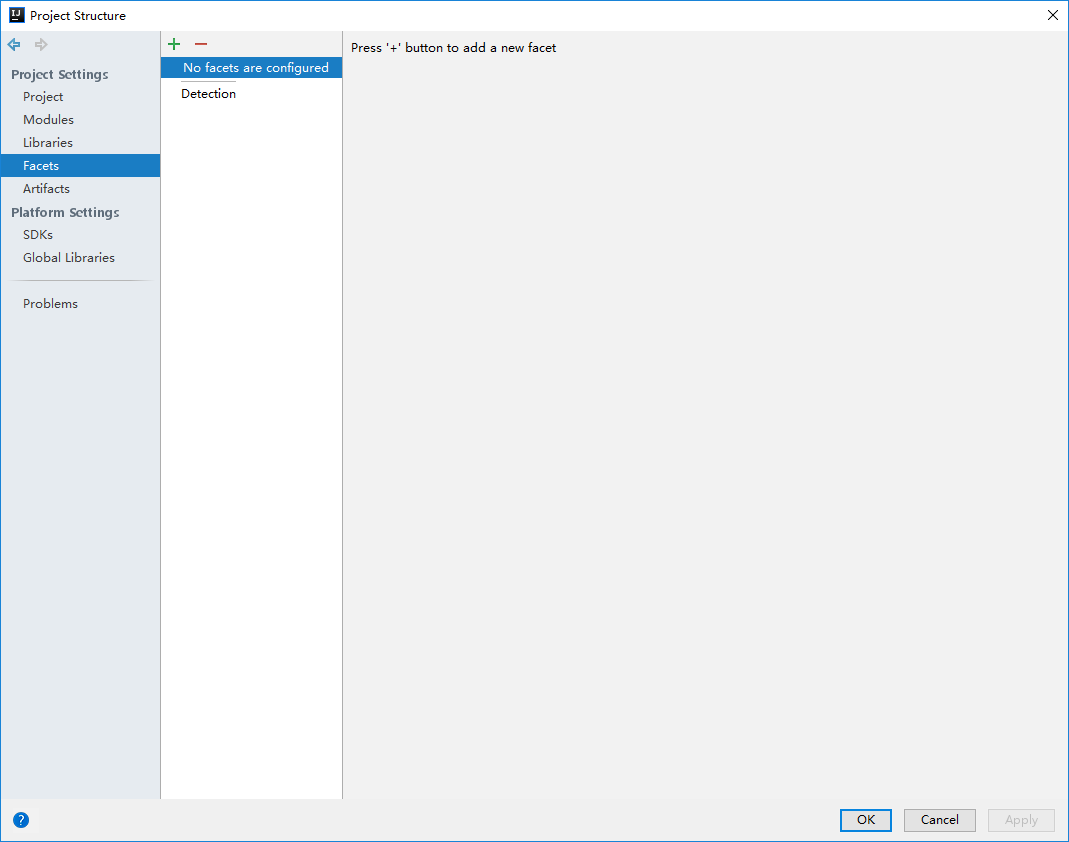 IJ
Project Structure
Project Settings
Project
Modules
Libraries
Facets
Artifacts
Platform Settings
SDKs
Global Libraries
Problems
No facets are configured
Detection
Press '+' button to add a new facet
?
OK
Cancel
Apply